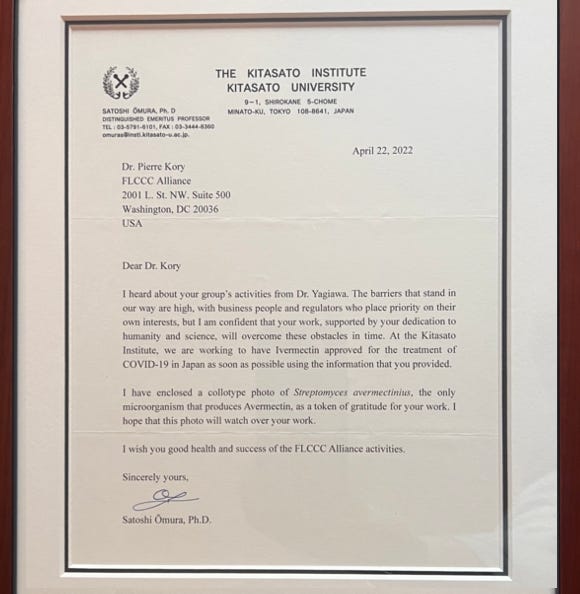 THE KITASATO INSTITUTE
KITASATO UNIVERSITY
9-1, SHIROKANE 5-CHOME
MINATO-KU, TOKYO 108-8641, JAPAN
SATOSHI ŌMURA, Ph. D
DISTINGUISHED EMERITUS PROFESSOR
TEL : 03-5791-6101, FAX : 03-3444-8360
omuras@insti.kitasato-u.ac.jp.
April 22, 2022
Dr. Pierre Kory
FLCCC Alliance
2001 L. St. NW. Suite 500
Washington, DC 20036
USA
Dear Dr. Kory
I heard about your group's activities from Dr. Yagiawa. The barriers that stand in
our way are high, with business people and regulators who place priority on their
own interests, but I am confident that your work, supported by your dedication to
humanity and science, will overcome these obstacles in time. At the Kitasato
Institute, we are working to have Ivermectin approved for the treatment of
COVID-19 in Japan as soon as possible using the information that you provided.
I have enclosed a collotype photo of Streptomyces avermectinius, the only
microorganism that produces Avermectin, as a token of gratitude for your work. I
hope that this photo will watch over your work.
I wish you good health and success of the FLCCC Alliance activities.
Sincerely yours,
Satoshi Ōmura, Ph.D.